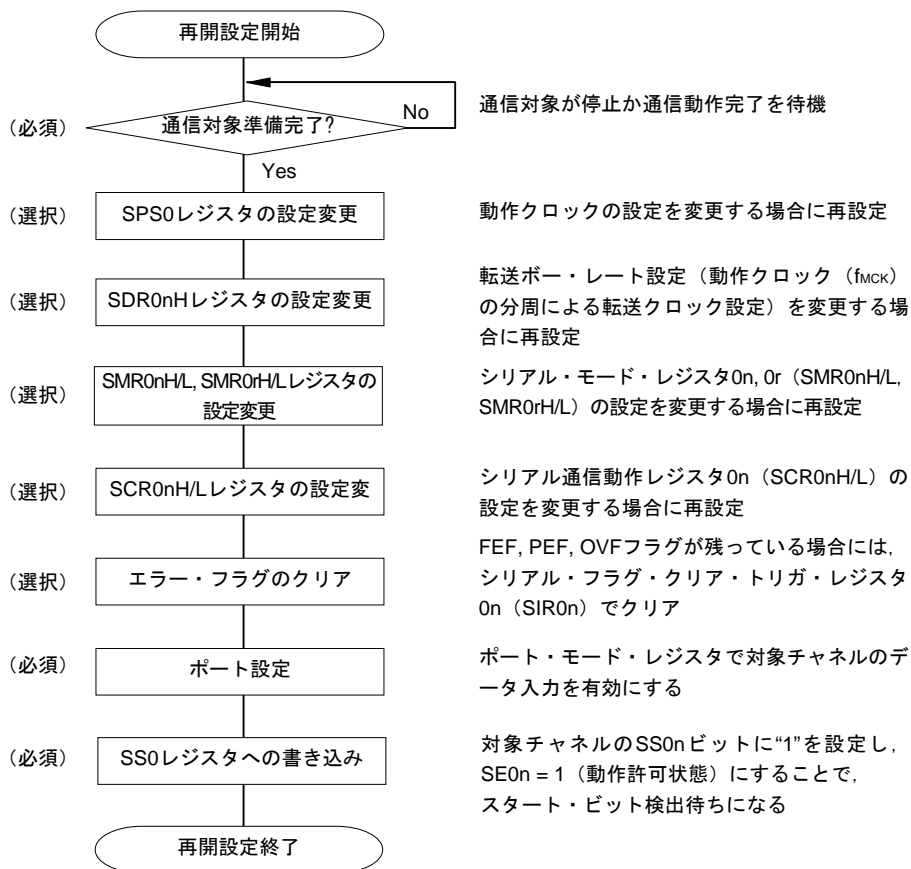 再開設定開始
通信対象が停止か通信動作完了を待機
No
(必須)
通信対象準備完了?
Yes
(選択)
SPS0レジスタの設定変更
動作クロックの設定を変更する場合に再設定
(選択)
SDR0nHレジスタの設定変更
転送ボー・レート設定(動作クロック(fMCK)
の分周による転送クロック設定)を変更する場
合に再設定
(選択)
SMR0nH/L, SMR0rH/Lレジスタの
設定変更
シリアル・モード・レジスタ0n, 0r(SMR0nH/L,
SMR0rH/L)の設定を変更する場合に再設定
(選択)
SCR0nH/Lレジスタの設定変
シリアル通信動作レジスタ0n(SCR0nH/L)の
設定を変更する場合に再設定
(選択)
エラー・フラグのクリア
FEF, PEF, OVFフラグが残っている場合には,
シリアル・フラグ・クリア・トリガ・レジスタ
0n(SIR0n)でクリア
(必須)
ポート設定
ポート・モード・レジスタで対象チャネルのデ
ータ入力を有効にする
(必須)
SS0レジスタへの書き込み
対象チャネルのSS0nビットに“1”を設定し,
SE0n = 1(動作許可状態)にすることで,
スタート・ビット検出待ちになる
再開設定終了